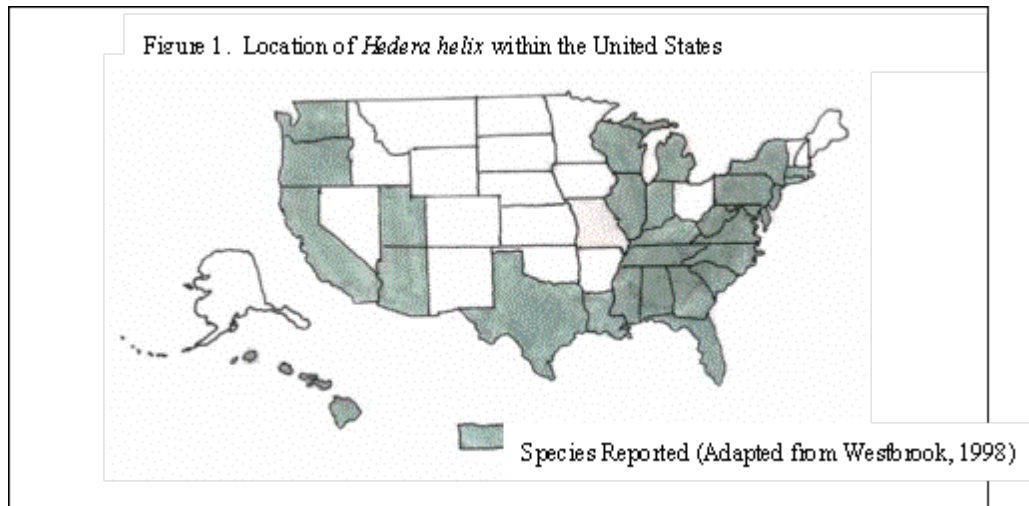 Figure 1. Location of Hedera helix within the United States
Species Reported (Adapted from Westbrook, 1998)